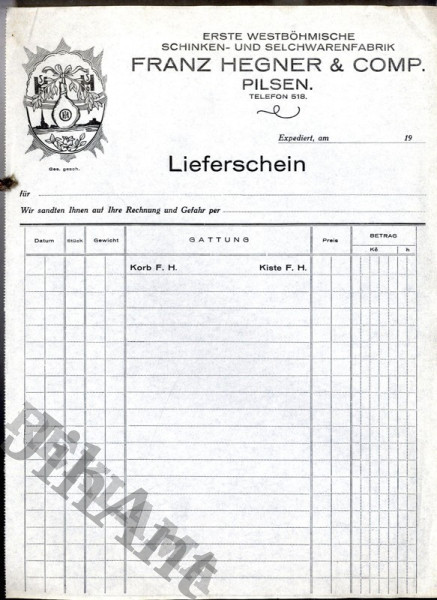 ERSTE WESTBÖHMISCHE
SCHINKEN- UND SELCHWARENFABRIK
FRANZ HEGNER & COMP.
PILSEN.
TELEFON 518.
Ges. gesch.
Expediert, am 19
Lieferschein
für
Wir sandten Ihnen auf Ihre Rechnung und Gefahr per
Datum Stück Gewicht GATTUNG Preis BETRAG
Kč h
Korb F. H. Kiste F. H.
JikAnt